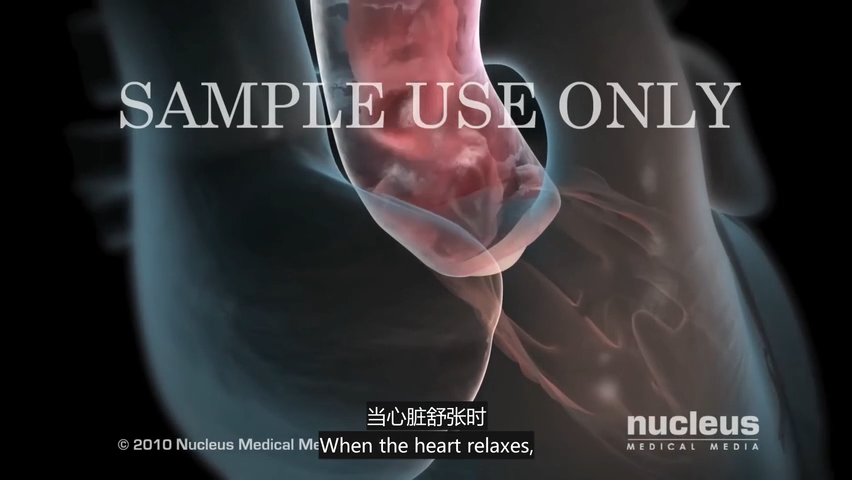 SAMPLE USE ONLY
当心脏舒张时
© 2010 Nucleus Medical Me
When the heart relaxes,
nucleus
MEDICAL MEDIA